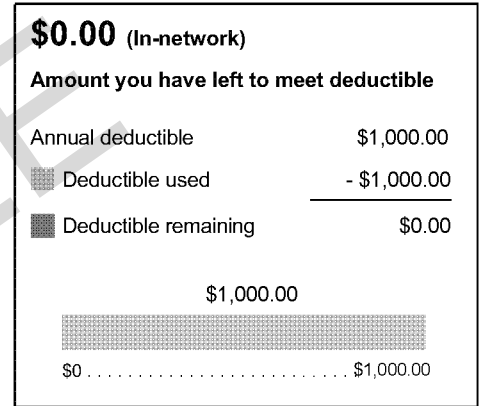 $0.00 (In-network)
Amount you have left to meet deductible
Annual deductible $1,000.00
Deductible used - $1,000.00
Deductible remaining $0.00
$1,000.00
$0 . . . . . . . . . . . . . . . . . . . . . . . . . . . $1,000.00